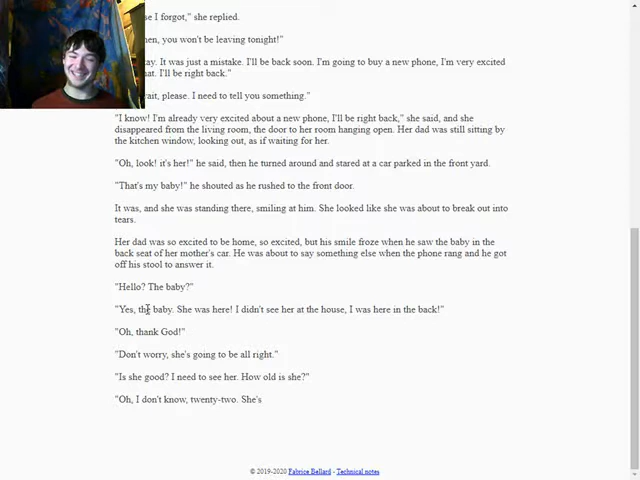 se I forgot," she replied.
hen, you won't be leaving tonight!"
ay. It was just a mistake. I'll be back soon. I'm going to buy a new phone, I'm very excited
hat. I'll be right back."
ait, please. I need to tell you something."
"I know! I'm already very excited about a new phone, I'll be right back," she said, and she
disappeared from the living room, the door to her room hanging open. Her dad was still sitting by
the kitchen window, looking out, as if waiting for her.
"Oh, look! it's her!" he said, then he turned around and stared at a car parked in the front yard.
"That's my baby!" he shouted as he rushed to the front door.
It was, and she was standing there, smiling at him. She looked like she was about to break out into
tears.
Her dad was so excited to be home, so excited, but his smile froze when he saw the baby in the
back seat of her mother's car. He was about to say something else when the phone rang and he got
off his stool to answer it.
"Hello? The baby?"
"Yes, the baby. She was here! I didn't see her at the house, I was here in the back!"
"Oh, thank God!"
"Don't worry, she's going to be all right."
"Is she good? I need to see her. How old is she?"
"Oh, I don't know, twenty-two. She's
© 2019-2020 Fabrice Bellard - Technical notes